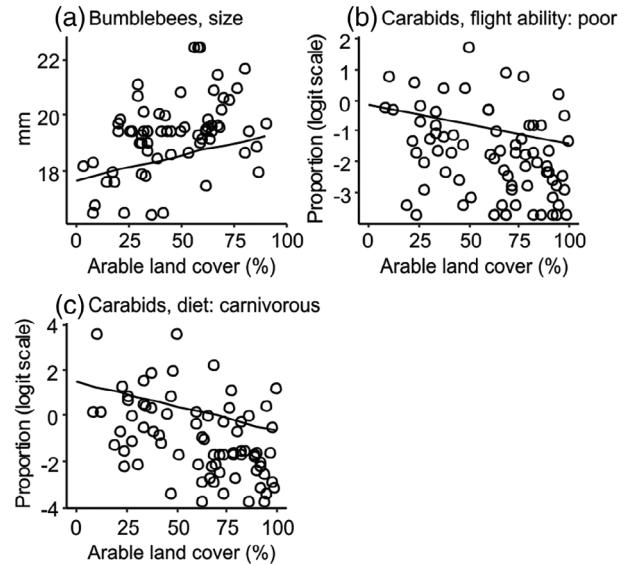 (a) Bumblebees, size
22
20
18
mm
0 25 50 75 100
Arable land cover (%)
(b) Carabids, flight ability: poor
2
1
0
-1
-2
-3
Proportion (logit scale)
0 25 50 75 100
Arable land cover (%)
(c) Carabids, diet: carnivorous
4
2
0
-2
-4
Proportion (logit scale)
0 25 50 75 100
Arable land cover (%)